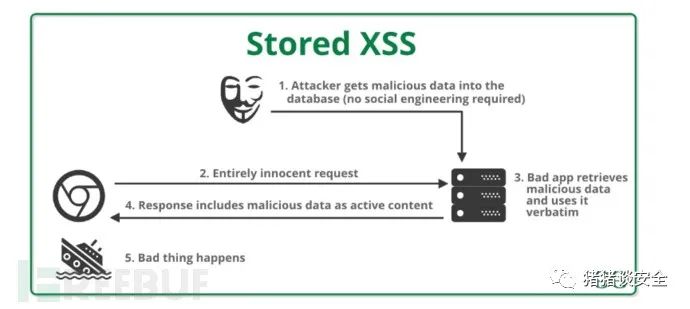 Stored XSS
1. Attacker gets malicious data into the
database (no social engineering required)
2. Entirely innocent request
3. Bad app retrieves
malicious data
and uses it
verbatim
4. Response includes malicious data as active content
5. Bad thing happens
FREEBUF
猪猪谈安全